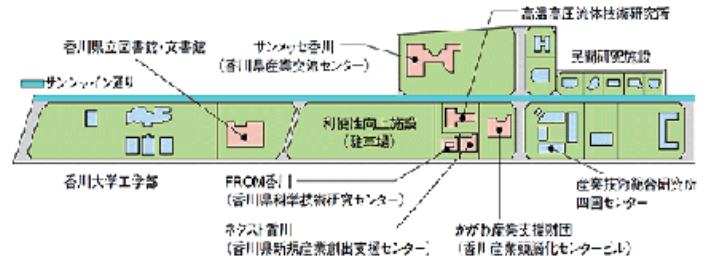 高温高圧流体技術研究所
香川県立図書館・文書館
サンメッセ香川
(香川県産業交流センター)
民間研究施設
サンシャイン通り
利便性向上施設
(駐車場)
香川大学工学部
FROM香川
(香川県科学技術研究センター)
ネクスト香川
(香川県新規産業創出支援センター)
かがわ産業支援財団
(香川産業頭脳化センタービル)
産業技術総合研究所
四国センター